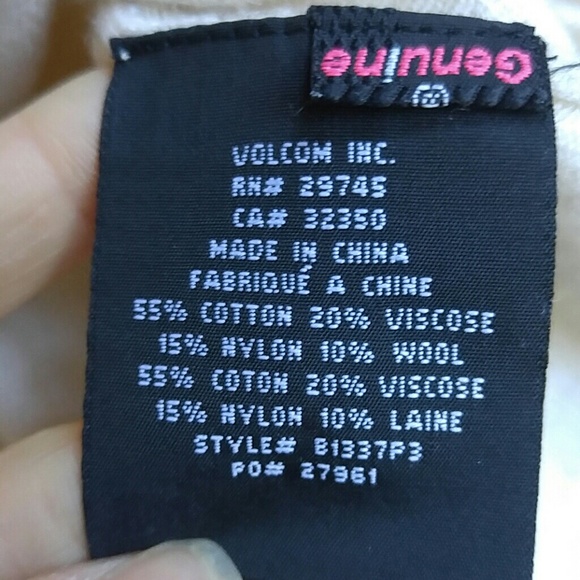 Genuine
VOLCOM INC.
RN# 29745
CA# 32350
MADE IN CHINA
FABRIQUÉ A CHINE
55% COTTON 20% VISCOSE
15% NYLON 10% WOOL
55% COTON 20% VISCOSE
15% NYLON 10% LAINE
STYLE# B1337P3
PO# 27961